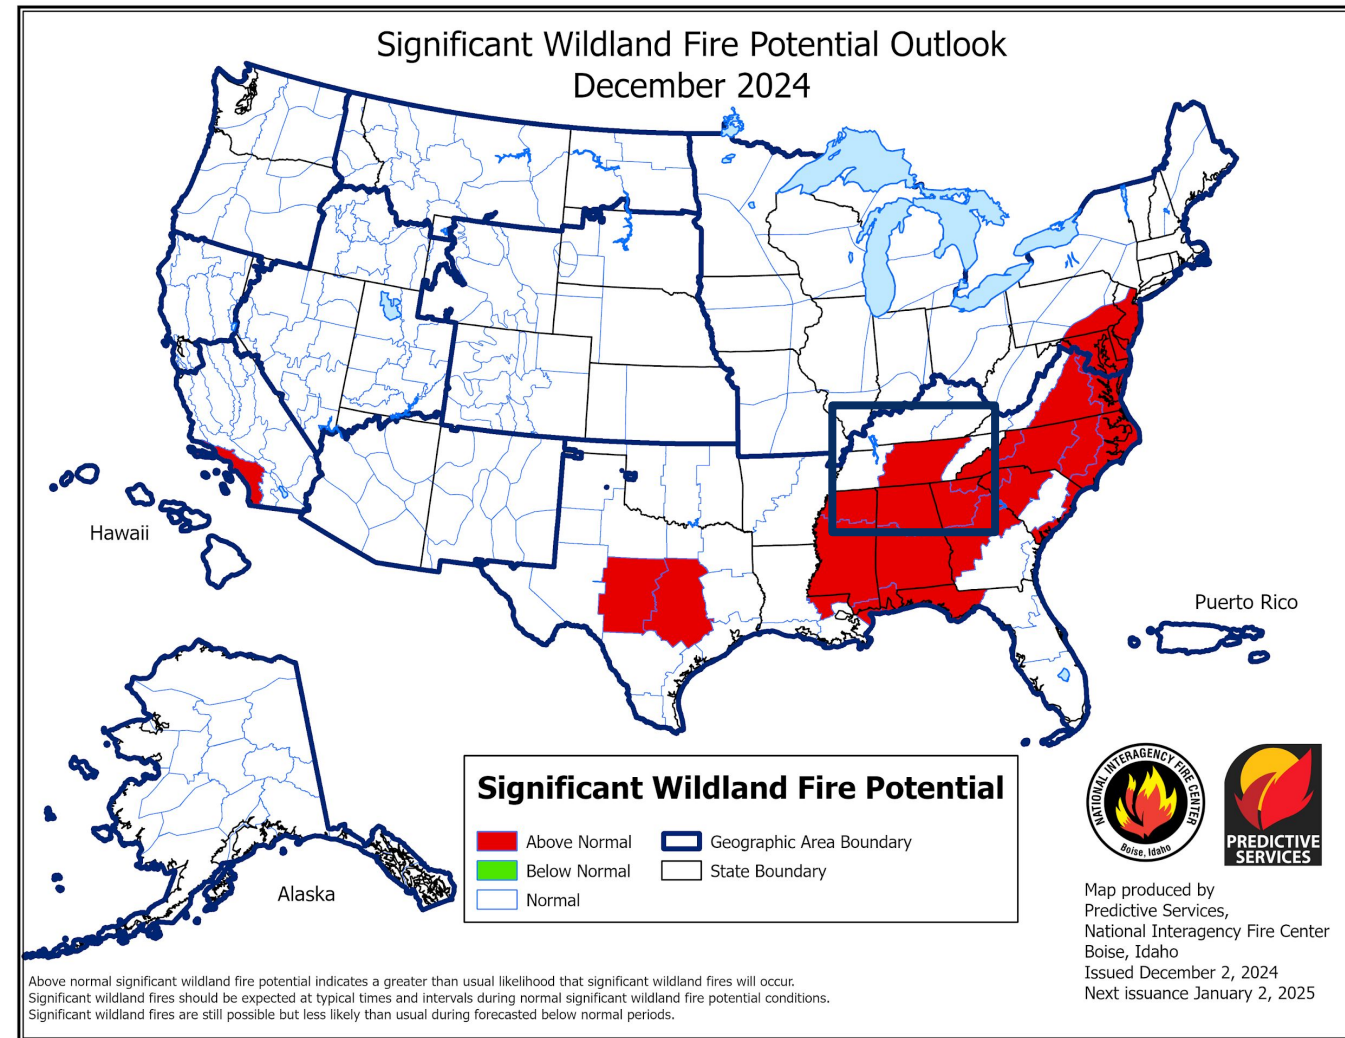 Significant Wildland Fire Potential Outlook
December 2024
Hawaii
Puerto Rico
Alaska
Significant Wildland Fire Potential
Above Normal
Geographic Area Boundary
Below Normal
State Boundary
Normal
NATIONAL INTERAGENCY FIRE CENTER
Boise, Idaho
PREDICTIVE
SERVICES
Map produced by
Predictive Services,
National Interagency Fire Center
Boise, Idaho
Issued December 2, 2024
Next issuance January 2, 2025
Above normal significant wildland fire potential indicates a greater than usual likelihood that significant wildland fires will occur.
Significant wildland fires should be expected at typical times and intervals during normal significant wildland fire potential conditions.
Significant wildland fires are still possible but less likely than usual during forecasted below normal periods.